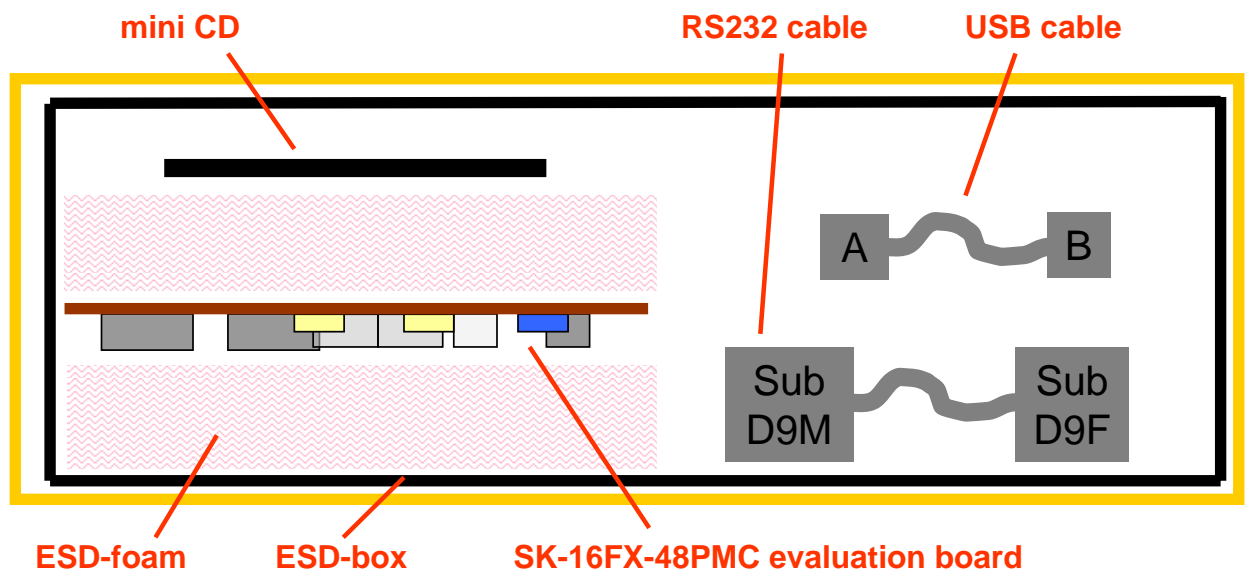 mini CD
RS232 cable
USB cable
A
B
Sub
D9M
Sub
D9F
ESD-foam
ESD-box
SK-16FX-48PMC evaluation board